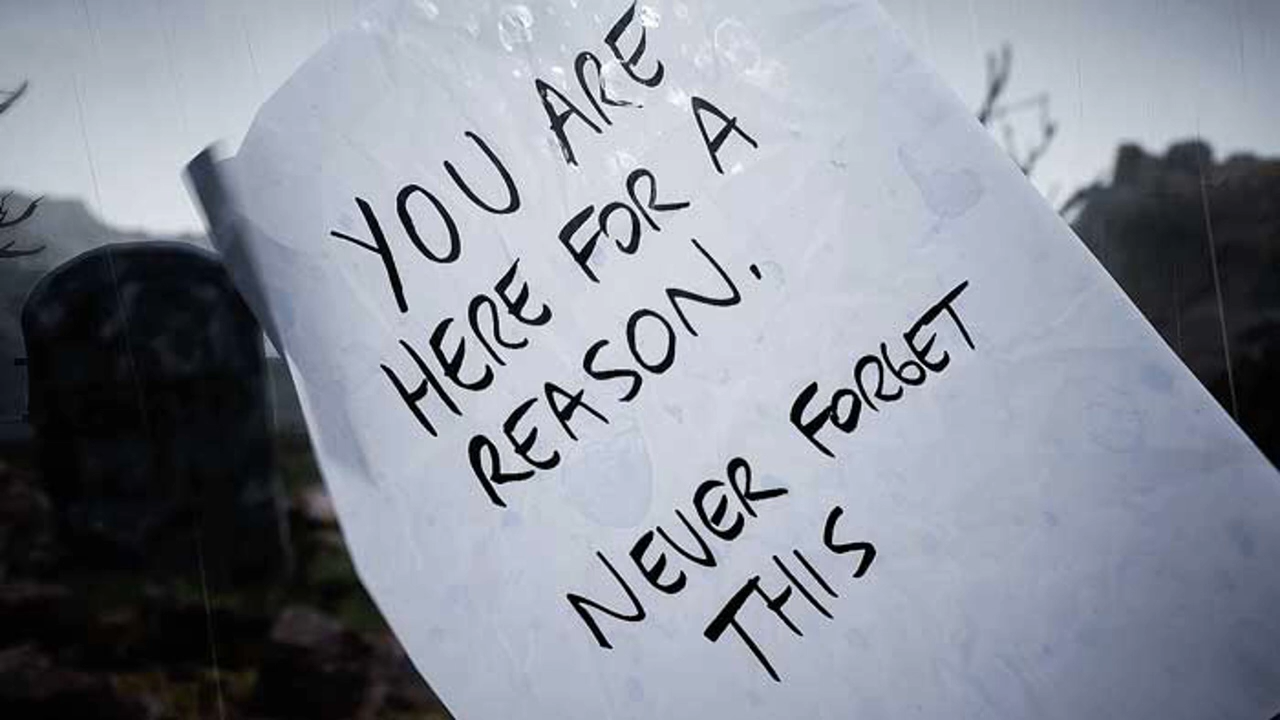 YOU ARE
HERE FOR A
REASON.
NEVER FORGET
THIS